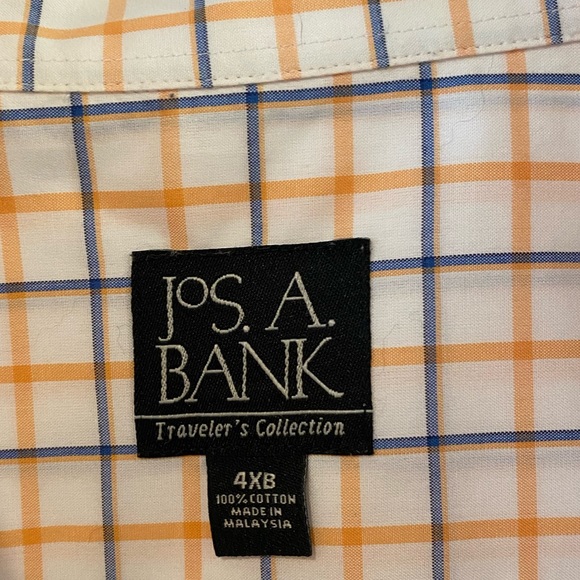 JOS. A.
BANK
Traveler's Collection
4XB
100% COTTON
MADE IN
MALAYSIA